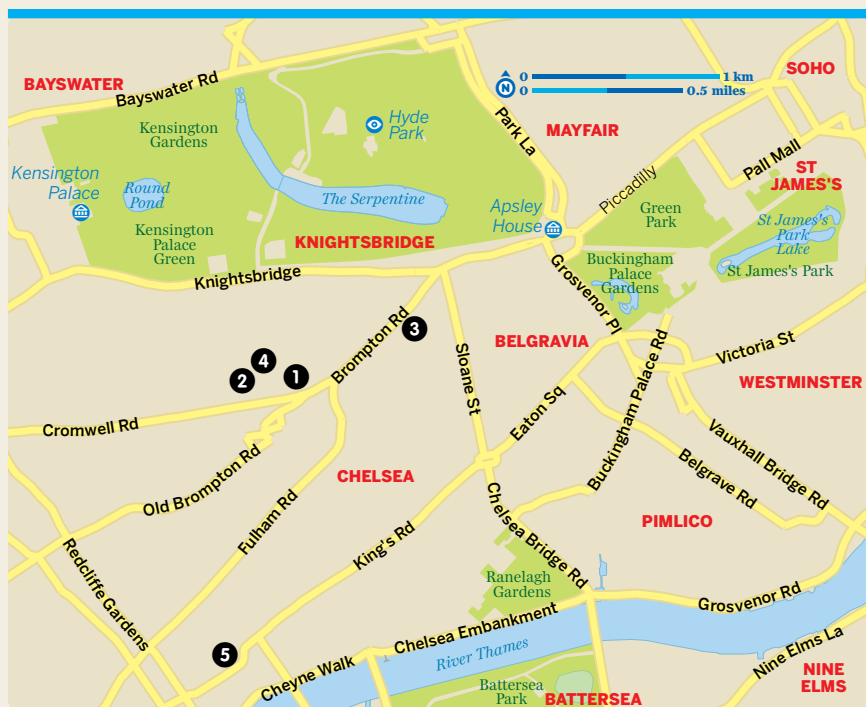 BAYSWATER
Bayswater Rd
Kensington
Gardens
Hyde
Park
Park La
N
0
1 km
0
0.5 miles
SOHO
MAYFAIR
Pall Mall
ST
JAMES'S
Piccadilly
Kensington
Palace
Round
Pond
The Serpentine
Apsley
House
Green
Park
St James's
Park
Lake
St James's Park
Kensington
Palace
Green
KNIGHTSBRIDGE
Knightsbridge
Buckingham
Palace
Gardens
Grosvenor Pl
Brompton Rd
3
BELGRAVIA
Victoria St
4
2
1
Sloane St
Eaton Sq
Buckingham Palace Rd
WESTMINSTER
Cromwell Rd
Old Brompton Rd
CHELSEA
Vauxhall Bridge Rd
Belgrave Rd
Fulham Rd
King's Rd
Chelsea Bridge Rd
PIMLICO
Redcliffe Gardens
Ranelagh
Gardens
Grosvenor Rd
5
Cheyne Walk
Chelsea Embankment
River Thames
Nine Elms La
NINE
ELMS
Battersea
Park
BATTERSEA